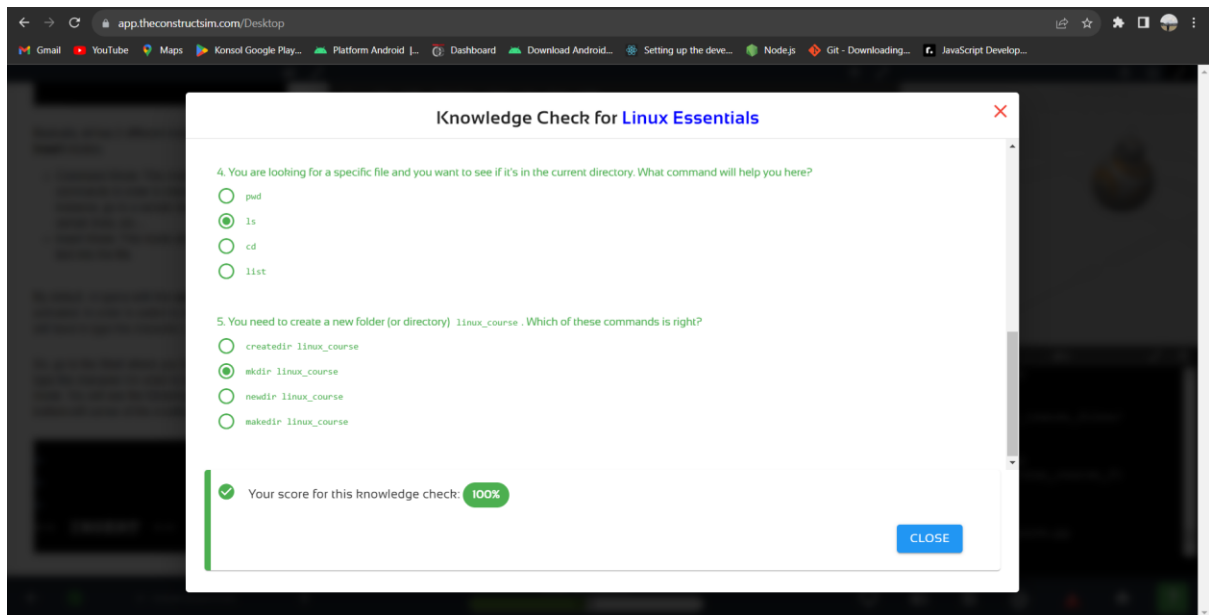 app.theconstructsim.com/Desktop
Gmail YouTube Maps Konsol Google Play... Platform Android |... Dashboard Download Android... Setting up the deve... Node.js Git - Downloading... JavaScript Develop...
Knowledge Check for Linux Essentials
4. You are looking for a specific file and you want to see if it's in the current directory. What command will help you here?
pwd
ls
cd
list
5. You need to create a new folder (or directory) linux_course . Which of these commands is right?
createdir linux_course
mkdir linux_course
newdir linux_course
makedir linux_course
Your score for this knowledge check: 100%
CLOSE